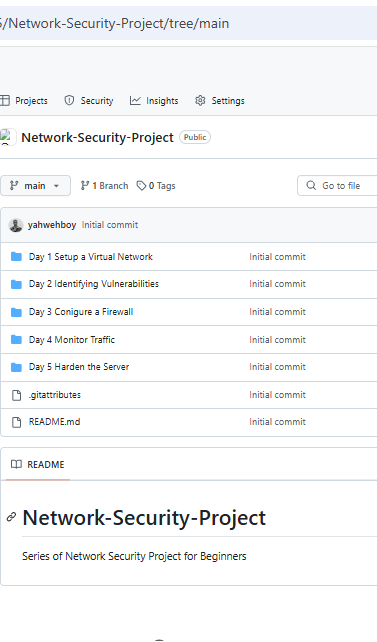 5/Network-Security-Project/tree/main
Projects Security Insights Settings
Network-Security-Project Public
main 1 Branch 0 Tags Go to file
yahwehboy Initial commit
Day 1 Setup a Virtual Network Initial commit
Day 2 Identifying Vulnerabilities Initial commit
Day 3 Conigure a Firewall Initial commit
Day 4 Monitor Traffic Initial commit
Day 5 Harden the Server Initial commit
.gitattributes Initial commit
README.md Initial commit
README
Network-Security-Project
Series of Network Security Project for Beginners